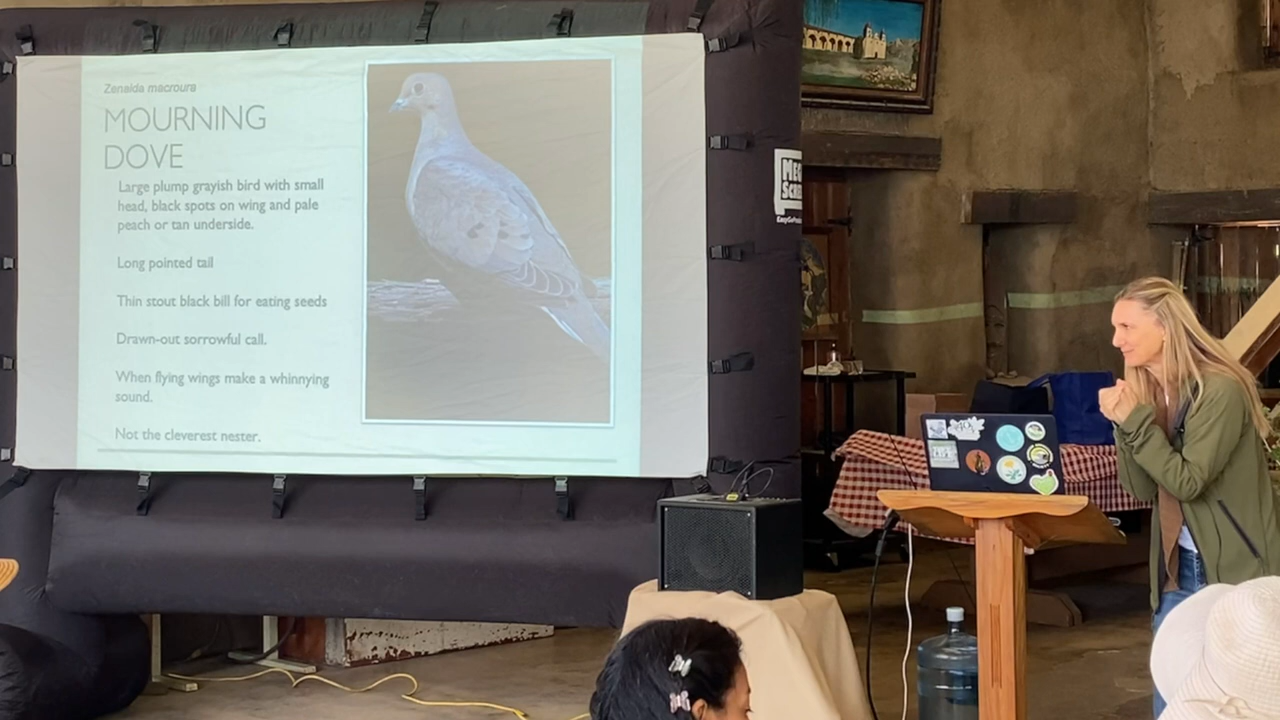 Zenaida macroura
MOURNING
DOVE
Large plump grayish bird with small
head, black spots on wing and pale
peach or tan underside.
Long pointed tail
Thin stout black bill for eating seeds
Drawn-out sorrowful call.
When flying wings make a whinnying
sound.
Not the cleverest nester.